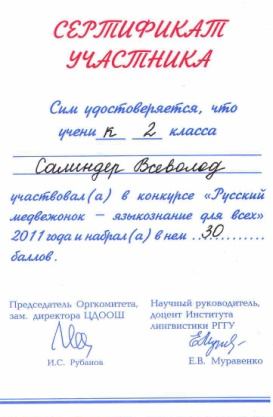 СЕРТИФИКАТ
УЧАСТНИКА
Сим удостоверяется, что
учени к 2 класса
Салиндер Всеволод
участвовал(а) в конкурсе «Русский
медвежонок — языкознание для всех»
2011 года и набрал(а) в нем ..30..........
баллов.
Председатель Оргкомитета,
зам. директора ЦДООШ
И.С. Рубанов
Научный руководитель,
доцент Института
лингвистики РГГУ
Е.В. Муравенко